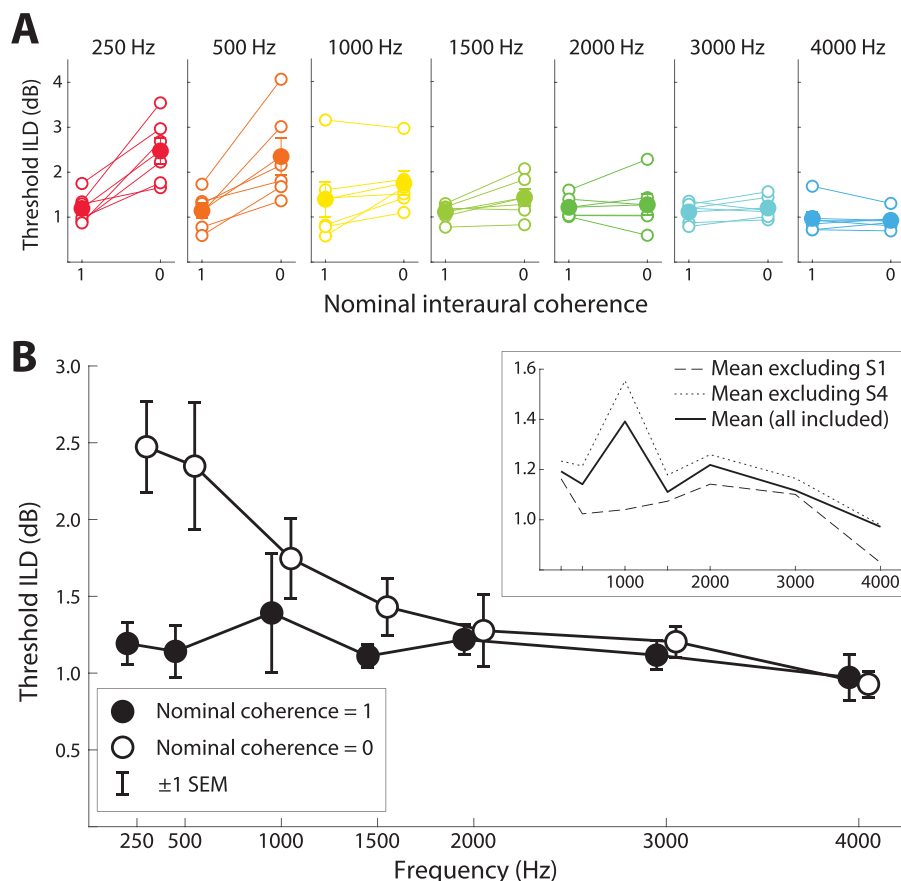 A
250 Hz 500 Hz 1000 Hz 1500 Hz 2000 Hz 3000 Hz 4000 Hz
Threshold ILD (dB)
4
3
2
1
1 0 1 0 1 0 1 0 1 0 1 0 1 0
Nominal interaural coherence
B
Threshold ILD (dB)
3.0
2.5
2.0
1.5
1.0
0.5
1.6
1.4
1.2
1.0
Mean excluding S1
Mean excluding S4
Mean (all included)
1000 2000 3000 4000
Nominal coherence = 1
Nominal coherence = 0
±1 SEM
250 500 1000 1500 2000 3000 4000
Frequency (Hz)